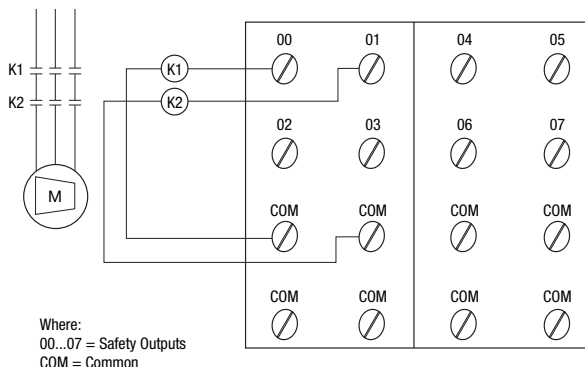 00 01 04 05
K1 K1
K2 K2
02 03 06 07
M
COM COM COM COM
COM COM COM COM
Where:
00...07 = Safety Outputs
COM = Common